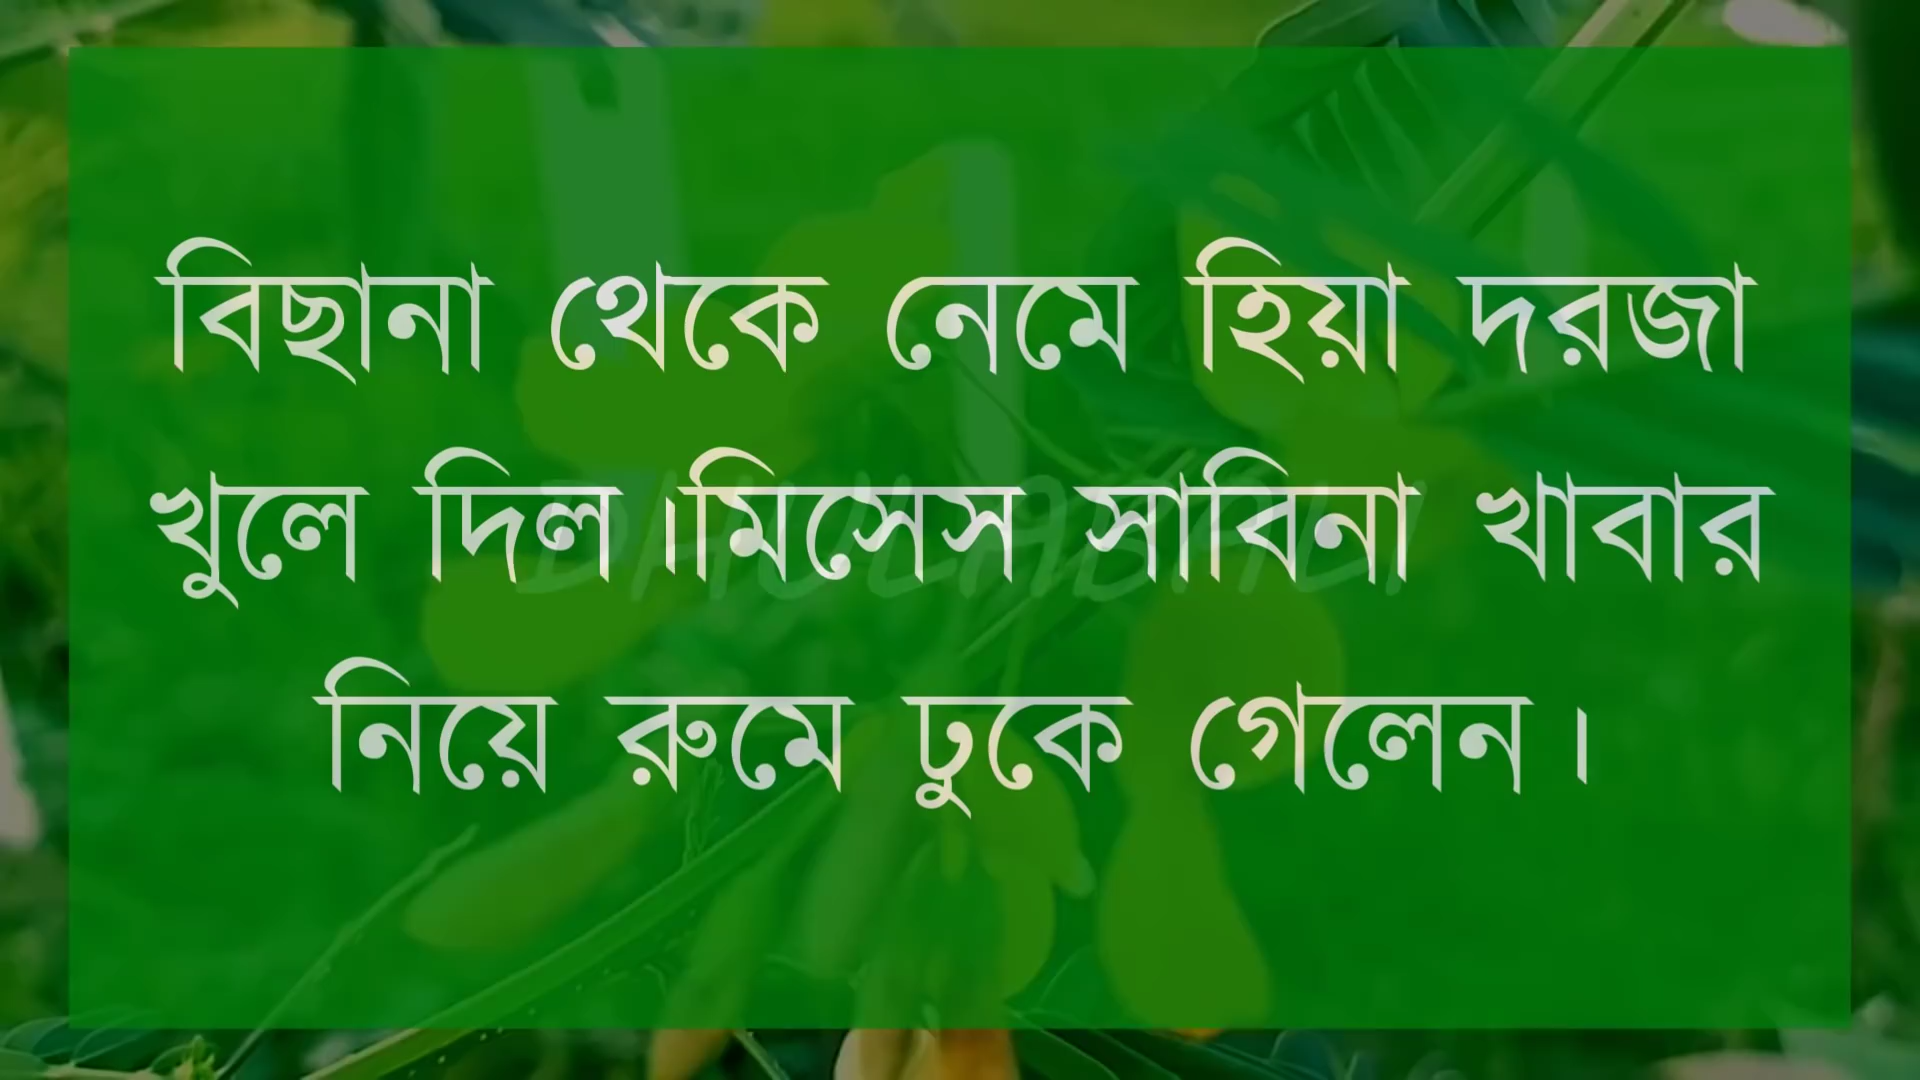 বিছানা থেকে নেমে হিয়া দরজা
খুলে দিল।মিসেস সাবিনা খাবার
নিয়ে রুমে ঢুকে গেলেন।